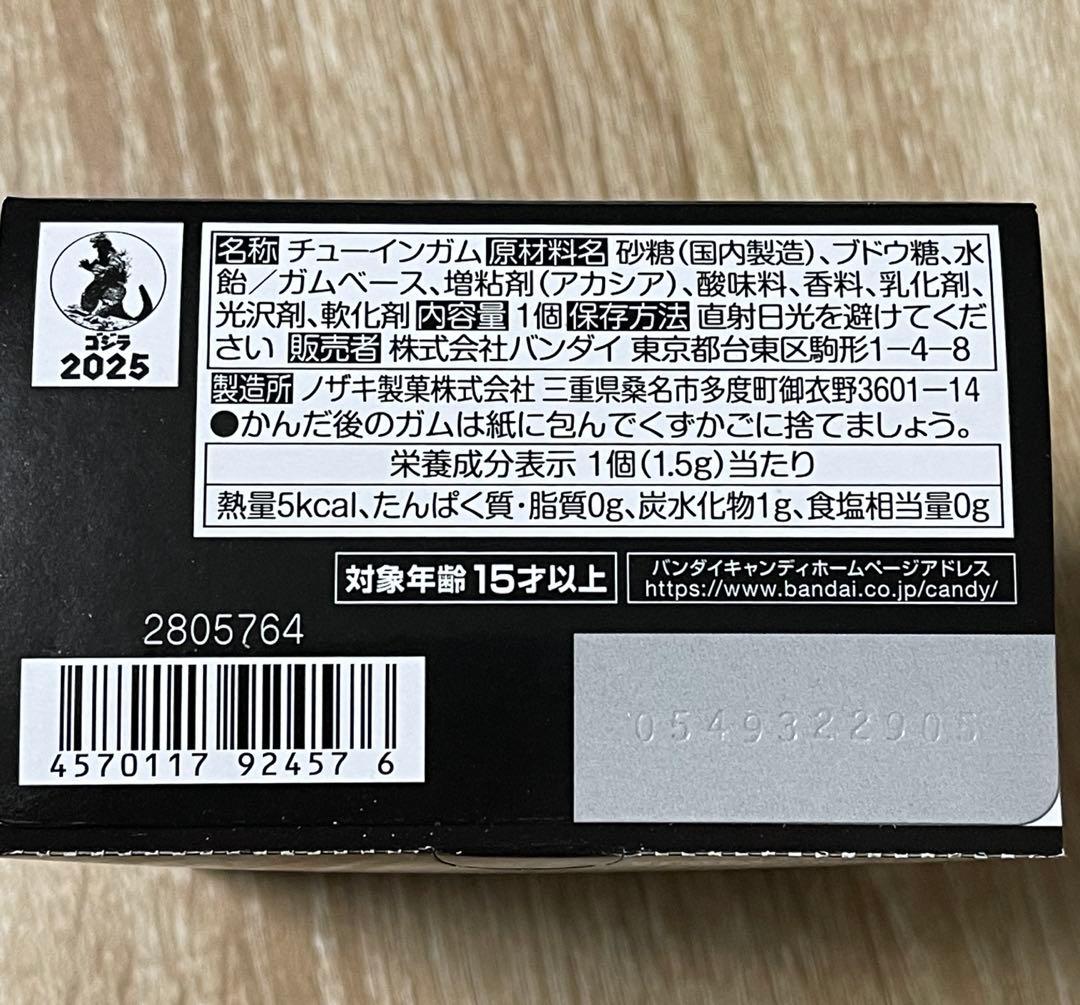 ゴジラ
2025
名称 チューインガム 原材料名 砂糖(国内製造)、ブドウ糖、水
飴/ガムベース、増粘剤(アカシア)、酸味料、香料、乳化剤、
光沢剤、軟化剤 内容量 1個 保存方法 直射日光を避けてくだ
さい 販売者 株式会社バンダイ 東京都台東区駒形1-4-8
製造所 ノザキ製菓株式会社 三重県桑名市多度町御衣野3601-14
●かんだ後のガムは紙に包んでくずかごに捨てましょう。
栄養成分表示 1個(1.5g)当たり
熱量5kcal、たんぱく質・脂質0g、炭水化物1g、食塩相当量0g
対象年齢 15才以上
バンダイキャンディホームページアドレス
https://www.bandai.co.jp/candy/
2805764
4570117 92457 6
0549322905